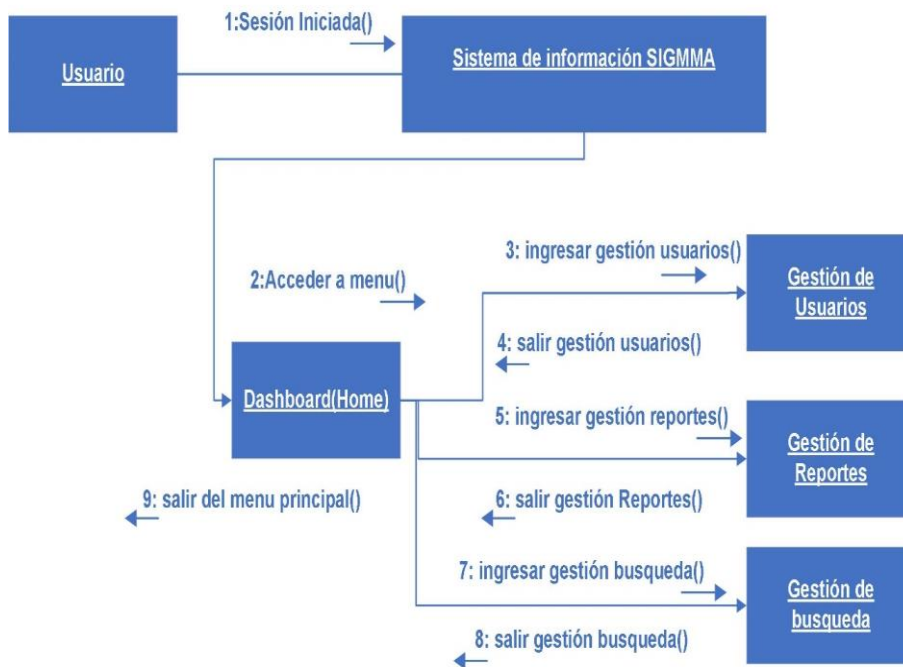 1:Sesión Iniciada()
Usuario
Sistema de información SIGMMA
2:Acceder a menu()
3: ingresar gestión usuarios()
Gestión de
Usuarios
4: salir gestión usuarios()
Dashboard(Home)
5: ingresar gestión reportes()
Gestión de
Reportes
9: salir del menu principal()
6: salir gestión Reportes()
7: ingresar gestión busqueda()
Gestión de
busqueda
8: salir gestión busqueda()